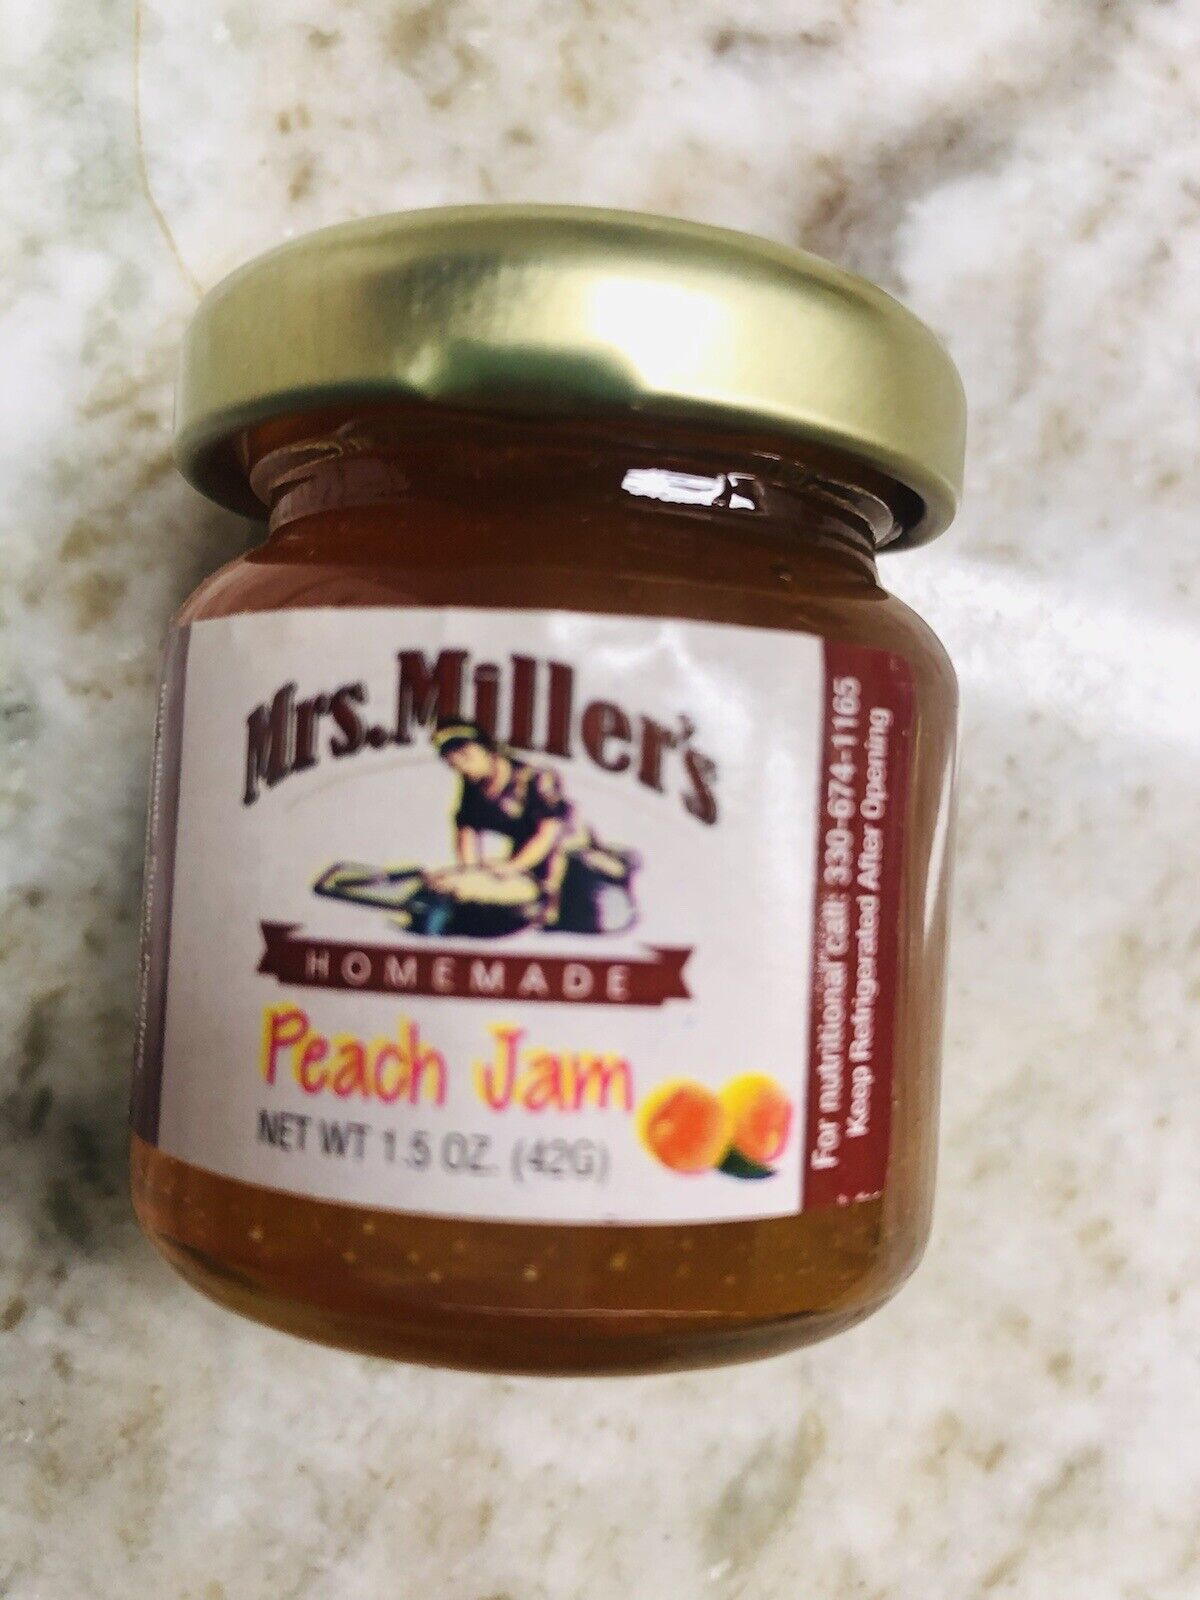 Mrs. Miller's
HOMEMADE
Peach Jam
NET WT 1.5 OZ. (42G)
For nutritional call: 330-674-1165
Keep Refrigerated After Opening